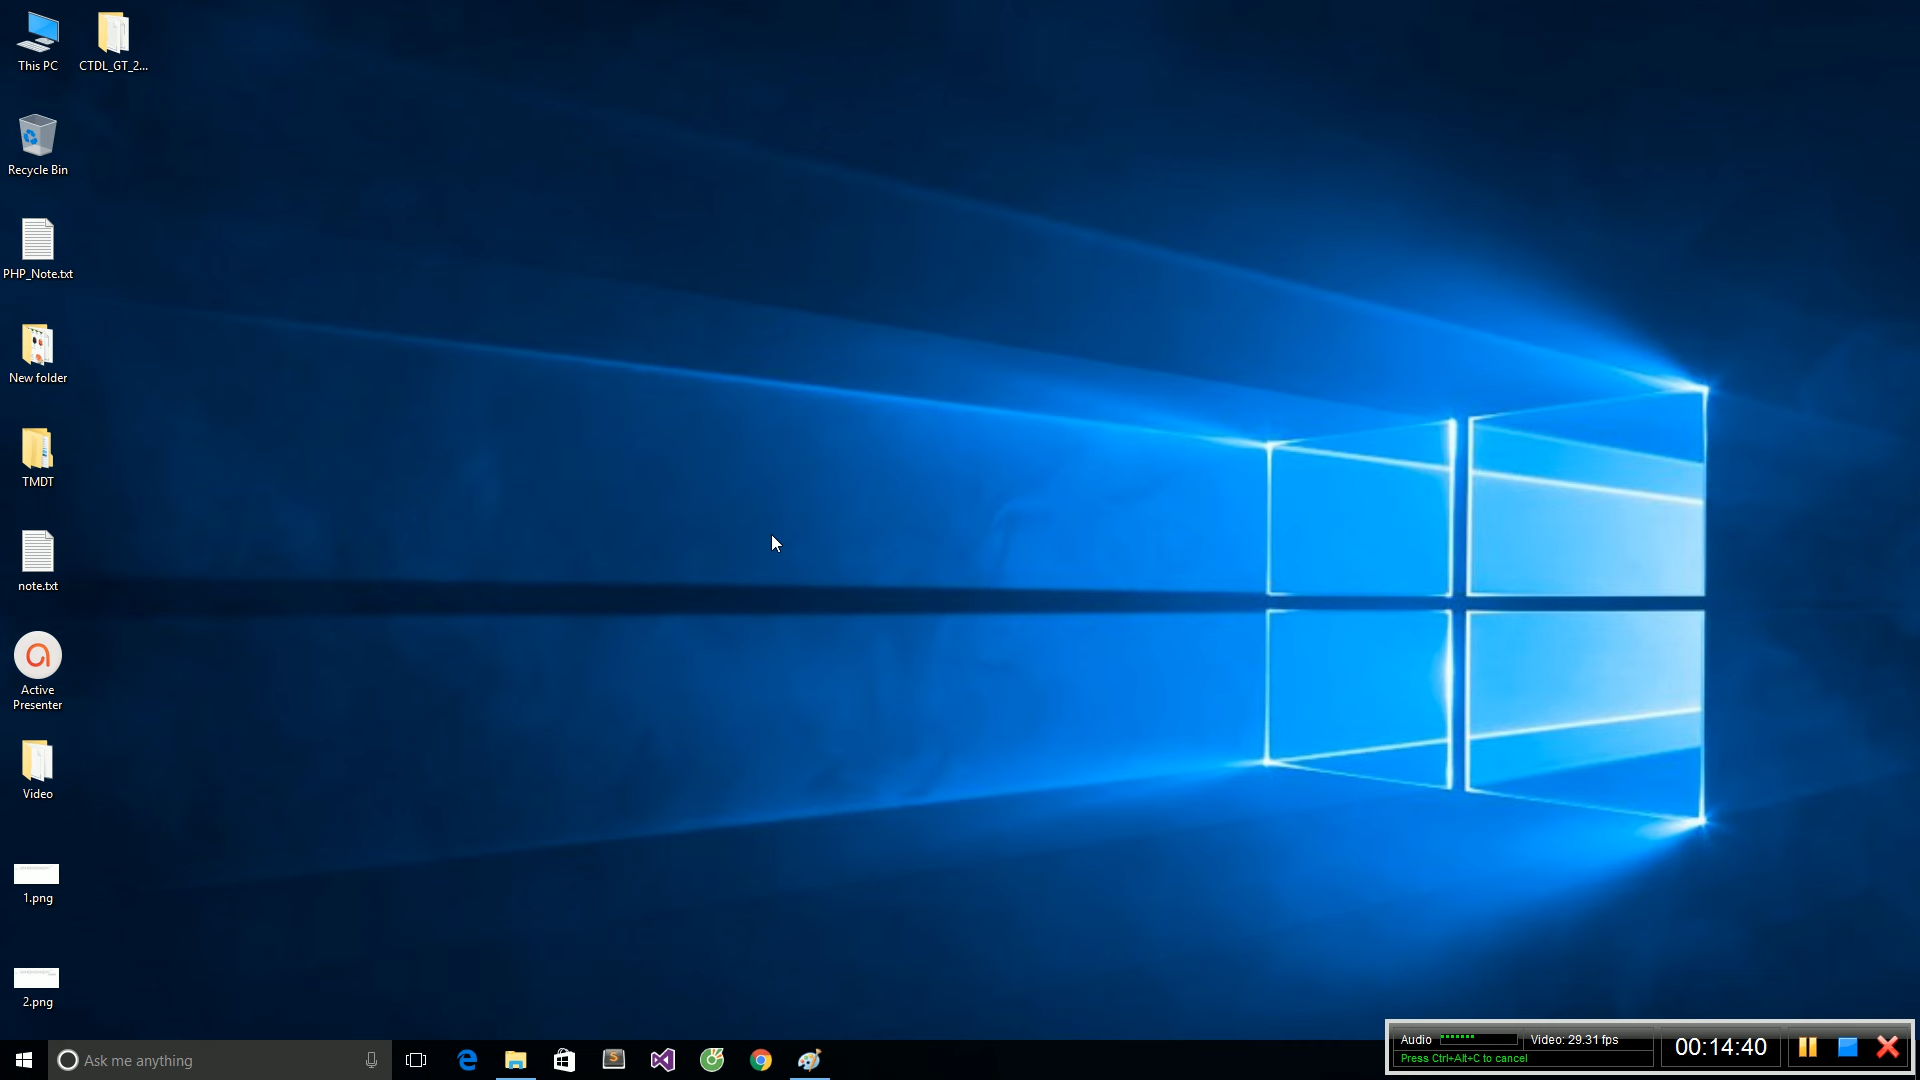 This PC
CTDL_GT_2...
Recycle Bin
PHP_Note.txt
New folder
TMDT
note.txt
Active
Presenter
Video
1.png
2.png
Ask me anything
Audio
Video: 29.31 fps
Press Ctrl+Alt+C to cancel
00:14:40